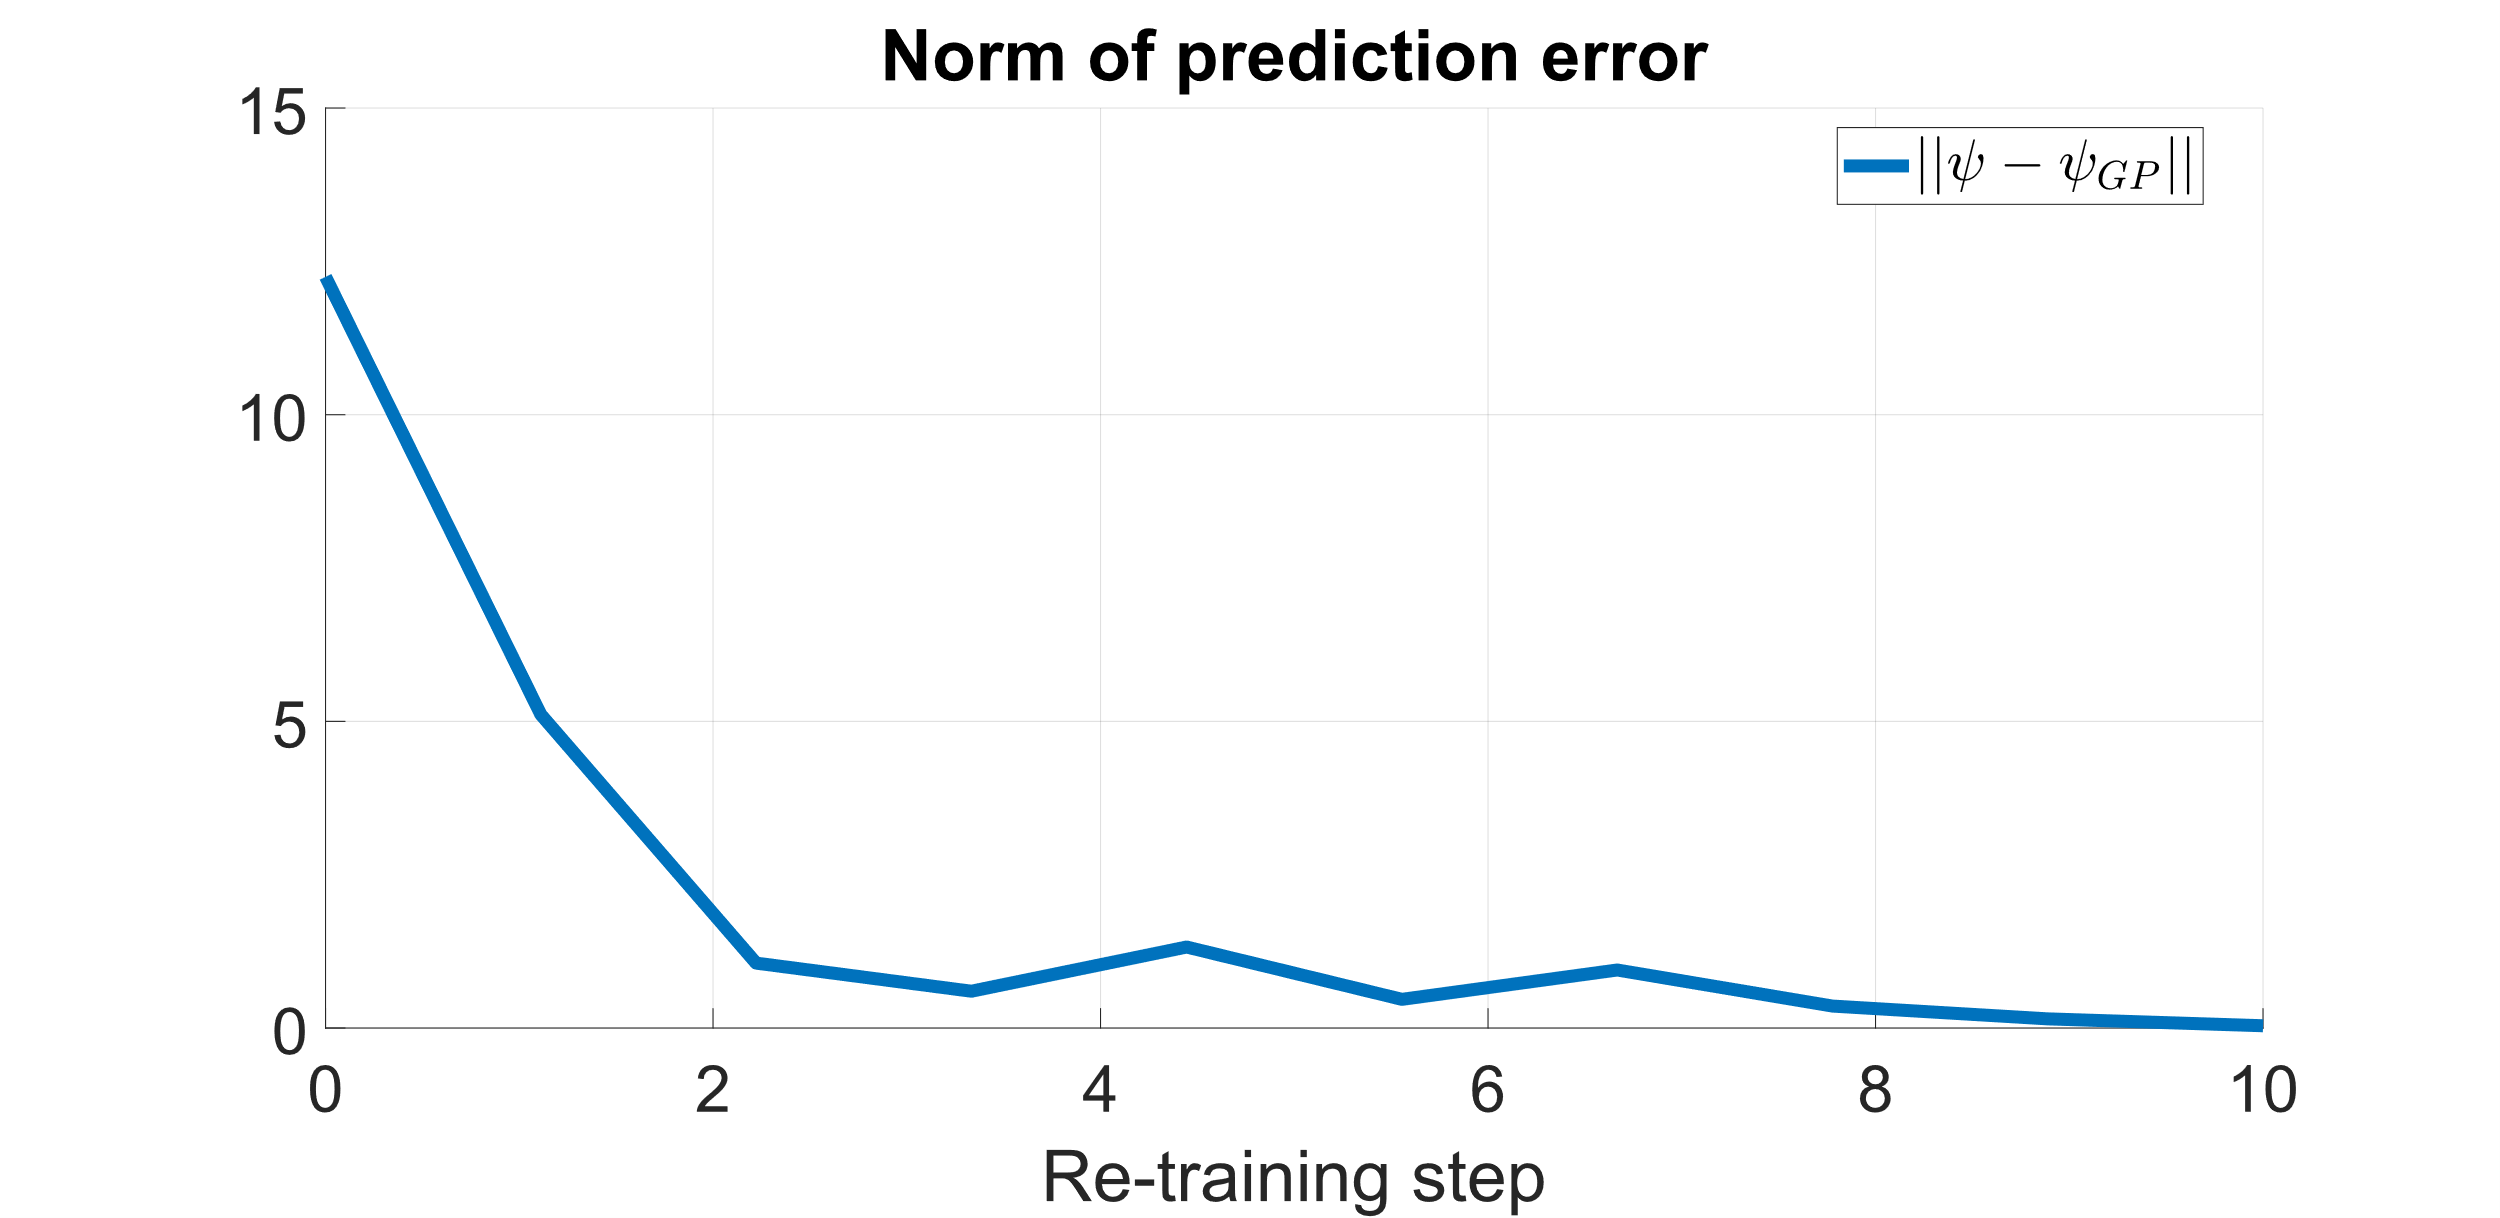 Norm of prediction error
||ψ − ψ_GP||
15
10
5
0
0 2 4 6 8 10
Re-training step